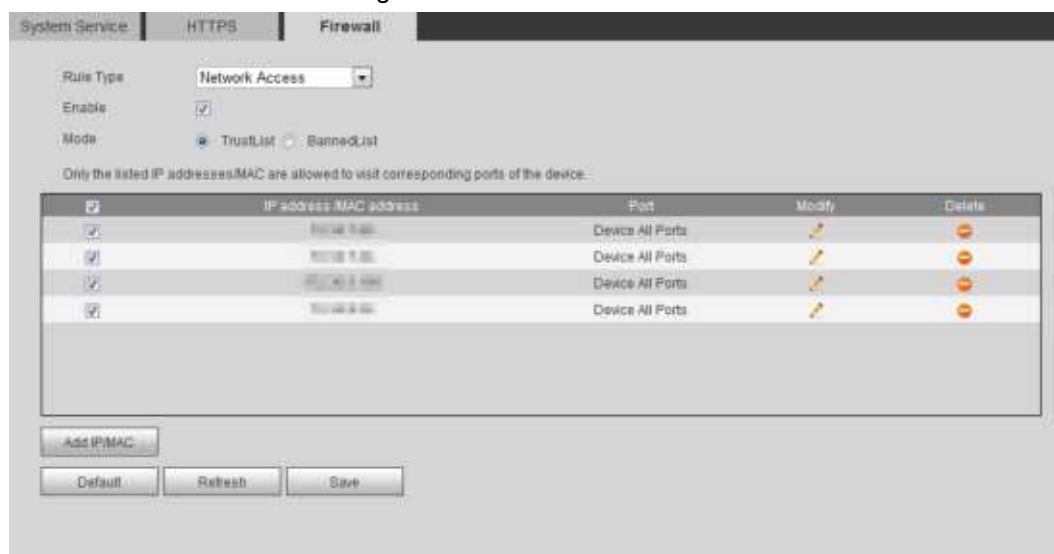 System Service HTTPS Firewall
Rule Type Network Access
Enable
Mode TrustList BannedList
Only the listed IP addresses/MAC are allowed to visit corresponding ports of the device.
IP address /MAC address Port Modify Delete
Device All Ports
Device All Ports
Device All Ports
Device All Ports
Add IP/MAC
Default Refresh Save